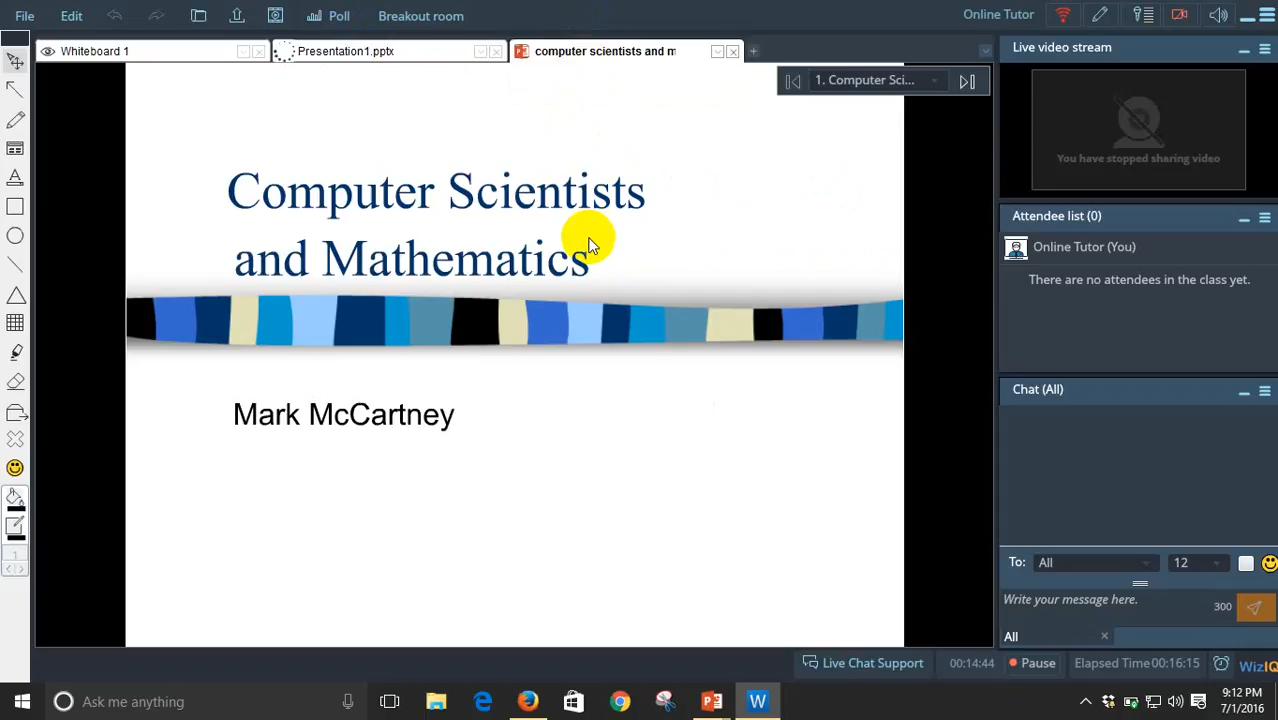 File Edit Poll Breakout room Online Tutor
Whiteboard 1 Presentation1.pptx computer scientists and m
Live video stream
1. Computer Sci...
You have stopped sharing video
Computer Scientists
and Mathematics
Mark McCartney
Attendee list (0)
Online Tutor (You)
There are no attendees in the class yet.
Chat (All)
To: All 12
Write your message here. 300
All
1
Live Chat Support 00:14:44 Pause Elapsed Time 00:16:15 WizIQ
Ask me anything
9:12 PM
7/1/2016